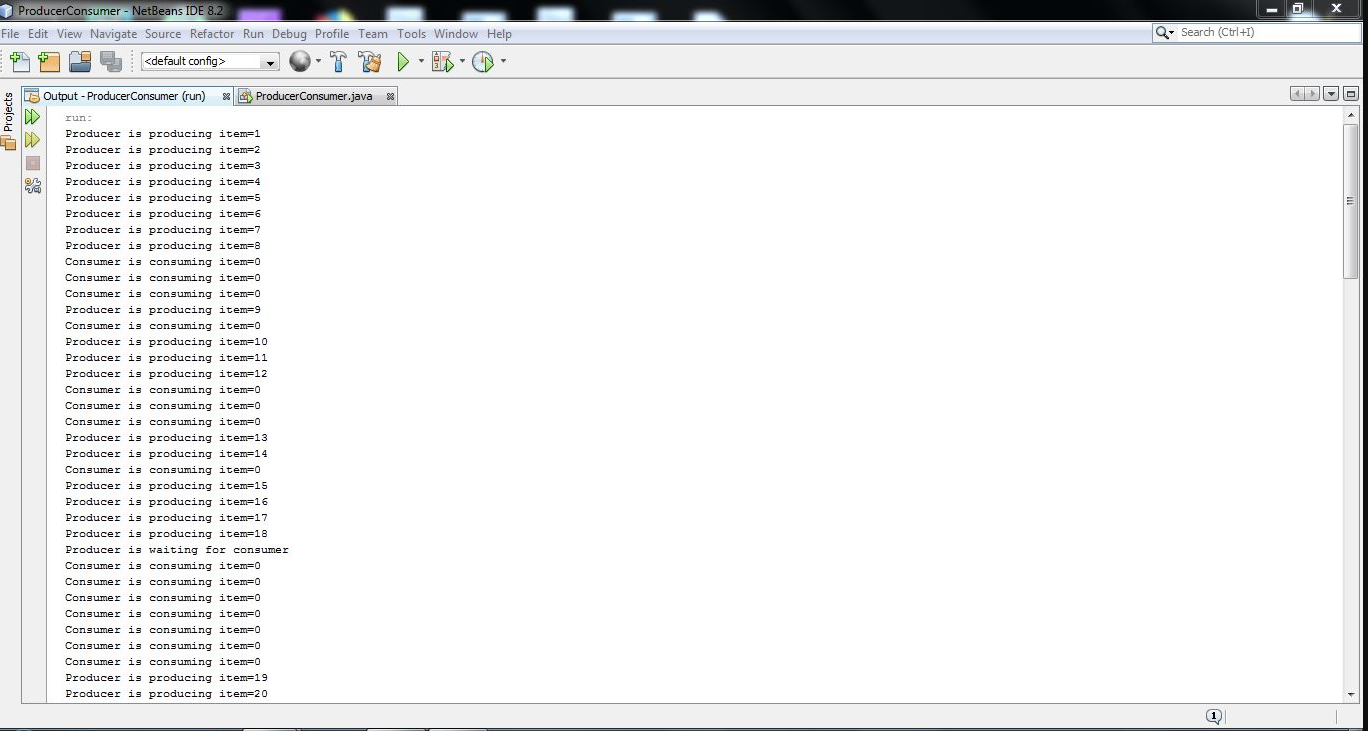 ProducerConsumer - NetBeans IDE 8.2
File Edit View Navigate Source Refactor Run Debug Profile Team Tools Window Help
Search (Ctrl+I)
<default config>
Projects
Output - ProducerConsumer (run)
ProducerConsumer.java
run:
Producer is producing item=1
Producer is producing item=2
Producer is producing item=3
Producer is producing item=4
Producer is producing item=5
Producer is producing item=6
Producer is producing item=7
Producer is producing item=8
Consumer is consuming item=0
Consumer is consuming item=0
Consumer is consuming item=0
Producer is producing item=9
Consumer is consuming item=0
Producer is producing item=10
Producer is producing item=11
Producer is producing item=12
Consumer is consuming item=0
Consumer is consuming item=0
Consumer is consuming item=0
Producer is producing item=13
Producer is producing item=14
Consumer is consuming item=0
Producer is producing item=15
Producer is producing item=16
Producer is producing item=17
Producer is producing item=18
Producer is waiting for consumer
Consumer is consuming item=0
Consumer is consuming item=0
Consumer is consuming item=0
Consumer is consuming item=0
Consumer is consuming item=0
Consumer is consuming item=0
Consumer is consuming item=0
Producer is producing item=19
Producer is producing item=20
1